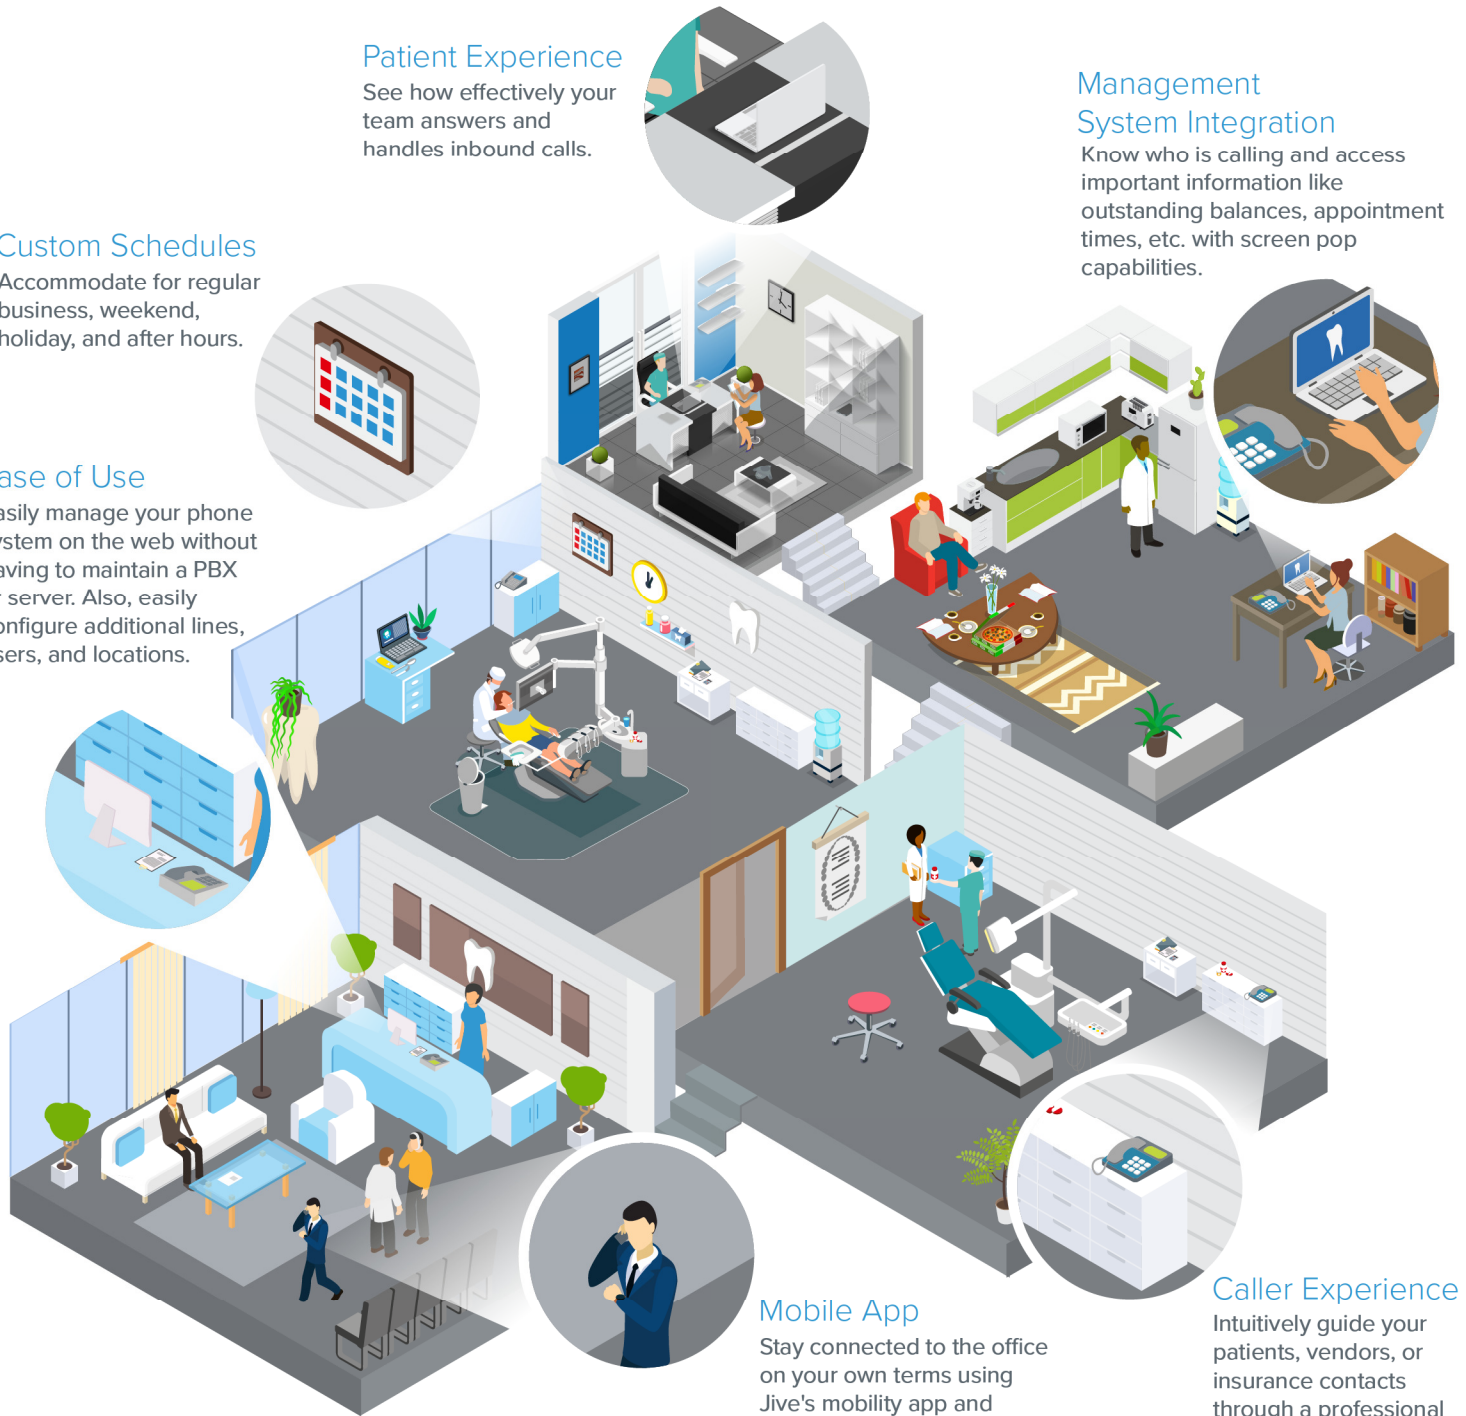 Patient Experience
See how effectively your
team answers and
handles inbound calls.
Management
System Integration
Know who is calling and access
important information like
outstanding balances, appointment
times, etc. with screen pop
capabilities.
Custom Schedules
Accommodate for regular
business, weekend,
holiday, and after hours.
ase of Use
asily manage your phone
ystem on the web without
aving to maintain a PBX
r server. Also, easily
onfigure additional lines,
sers, and locations.
Mobile App
Stay connected to the office
on your own terms using
Jive's mobility app and
Caller Experience
Intuitively guide your
patients, vendors, or
insurance contacts
through a professional